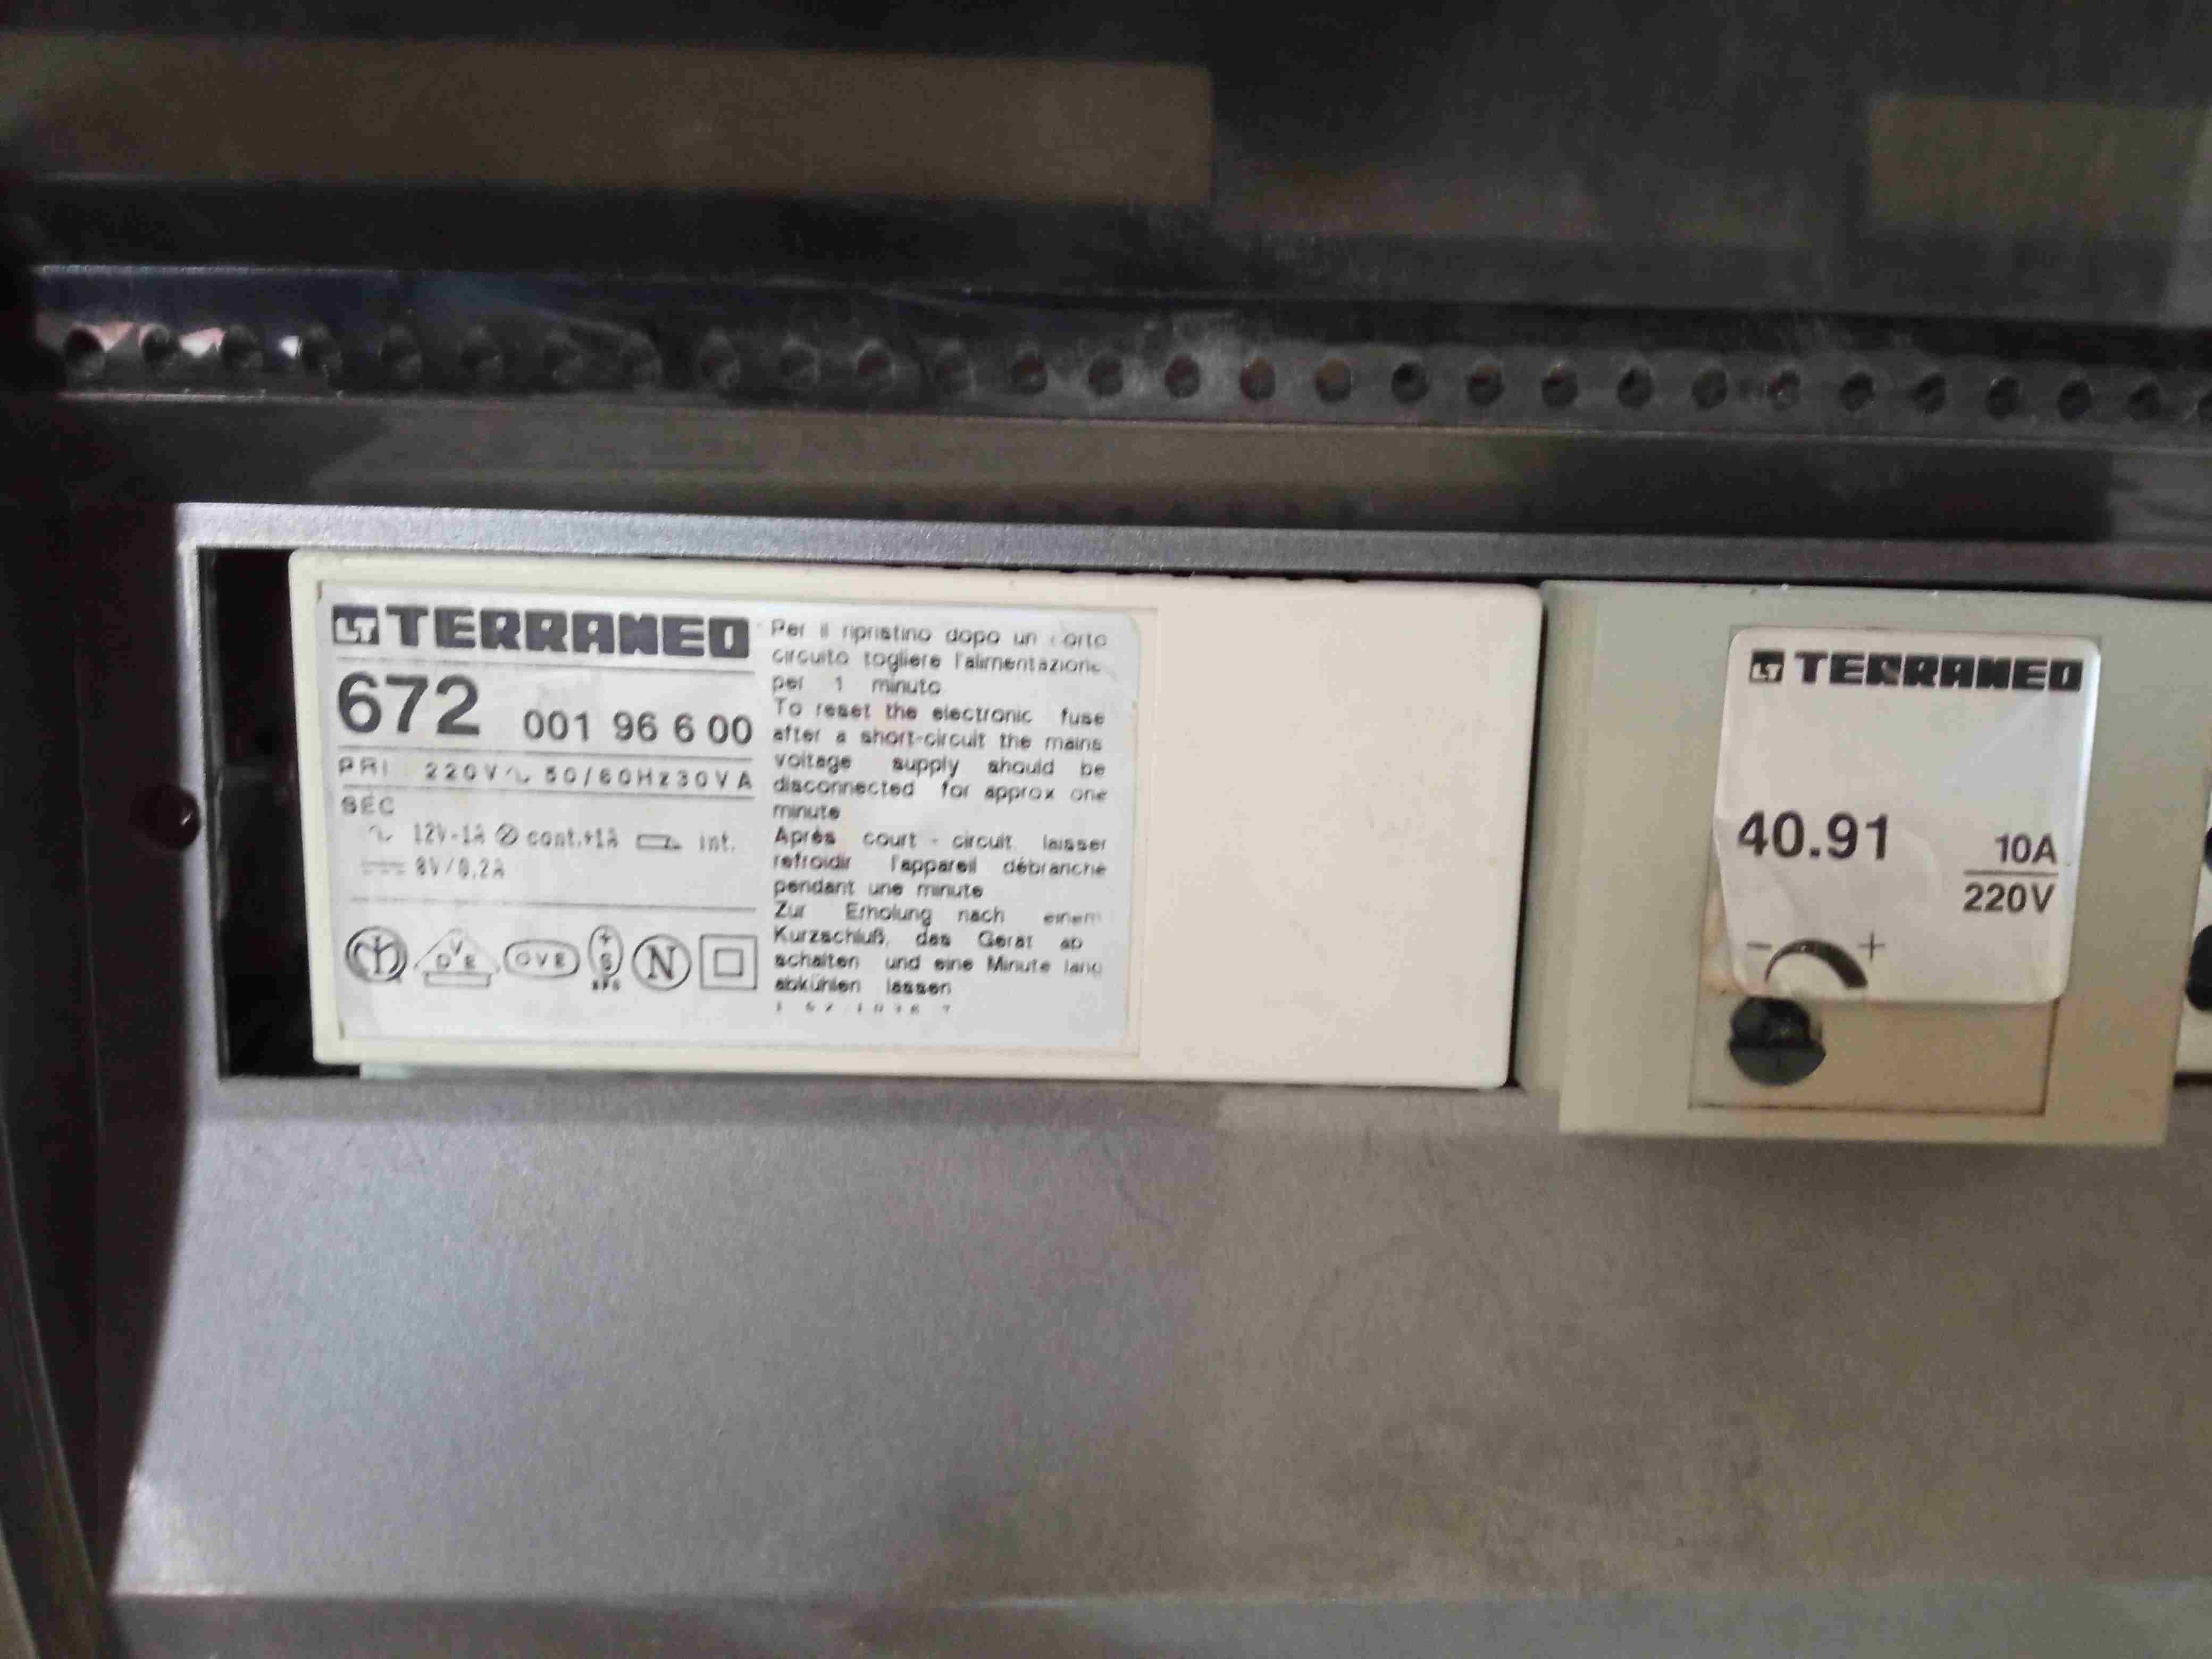 LT TERRANEO
672 001 96 6 00
PRI 220V~ 50/60Hz 30VA
SEC
~ 12V-1A cont.+1A int.
8V/0,2A
D V E
OVE
+
S
N
Per il ripristino dopo un corto
circuito togliere l'alimentazione
per 1 minuto
To reset the electronic fuse
after a short-circuit the mains
voltage supply should be
disconnected for approx one
minute
Après court - circuit laisser
refroidir l'appareil débranché
pendant une minute
Zur Erholung nach einem
Kurzschluß, das Gerät ab
schalten und eine Minute lang
abkühlen lassen
LT TERRANEO
40.91 10A
220V
- +